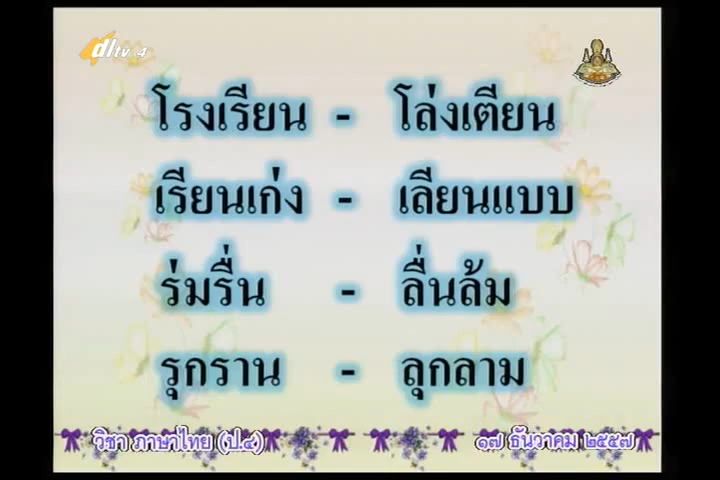 dltv 4
โรงเรียน - โล่งเตียน
เรียนเก่ง - เลียนแบบ
ร่มรื่น - ลื่นล้ม
รุกราน - ลุกลาม
วิชา ภาษาไทย (ป.๔)
๑๗ ธันวาคม ๒๕๕๗